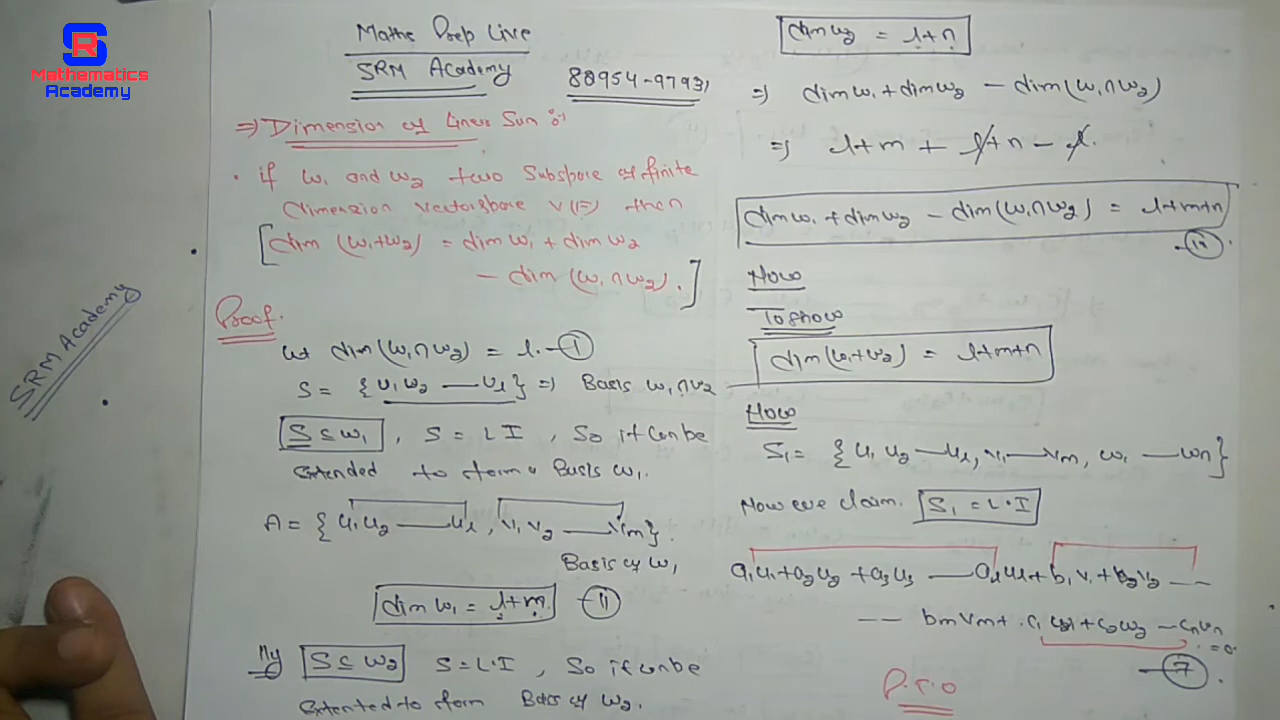 SR
Mathematics
Academy
SRM Academy
Maths Prep Live
SRM Academy 88954-97931
⇒ Dimension of Linear Sum :-
• if W₁ and W₂ two Subspace of finite
dimension vectorspace V(F) then
[dim (W₁+W₂) = dim W₁ + dim W₂
- dim (W₁∩W₂).]
Proof.
let dim(W₁∩W₂) = l. - ①
S = {u₁ u₂ — u_l} ⇒ Basis W₁∩W₂
S ⊆ W₁, S = L I, So it can be
Extended to form a Basis W₁.
A = {u₁ u₂ — u_l, v₁ v₂ — v_m}.
Basis of W₁
dim W₁ = l+m -⑪
|||y S ⊆ W₂ S = L·I, So it can be
Extented to form Basis of W₂.
dim W₂ = l+n
⇒ dim W₁ + dim W₂ - dim(W₁∩W₂)
⇒ l+m + l+n - l.
dim W₁ + dim W₂ - dim(W₁∩W₂) = l+m+n
Now
To show
dim(W₁+W₂) = l+m+n
Now
S₁ = {u₁ u₂ — u_l, v₁ — v_m, w₁ — w_n}
Now we claim. S₁ = L·I
a₁u₁+a₂u₂+a₃u₃ — a_l u_l + b₁v₁+b₂v₂ --
-- b_m v_m + c₁w₁+c₂w₂ - c_n w_n = 0.
P.T.O